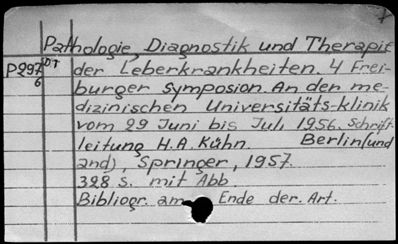 Pathologie, Diagnostik und Therapie
P297 DT der Leberkrankheiten. 4 Frei-
6 burger Symposion. An der me-
dizinischen Universitäts-klinik
vom 29 Juni bis Jul, 1956. Schrift-
leitung H.A. Kühn. Berlin (und
and), Springer, 1957.
328 s. mit Abb
Bibliogr. am Ende der. Art.